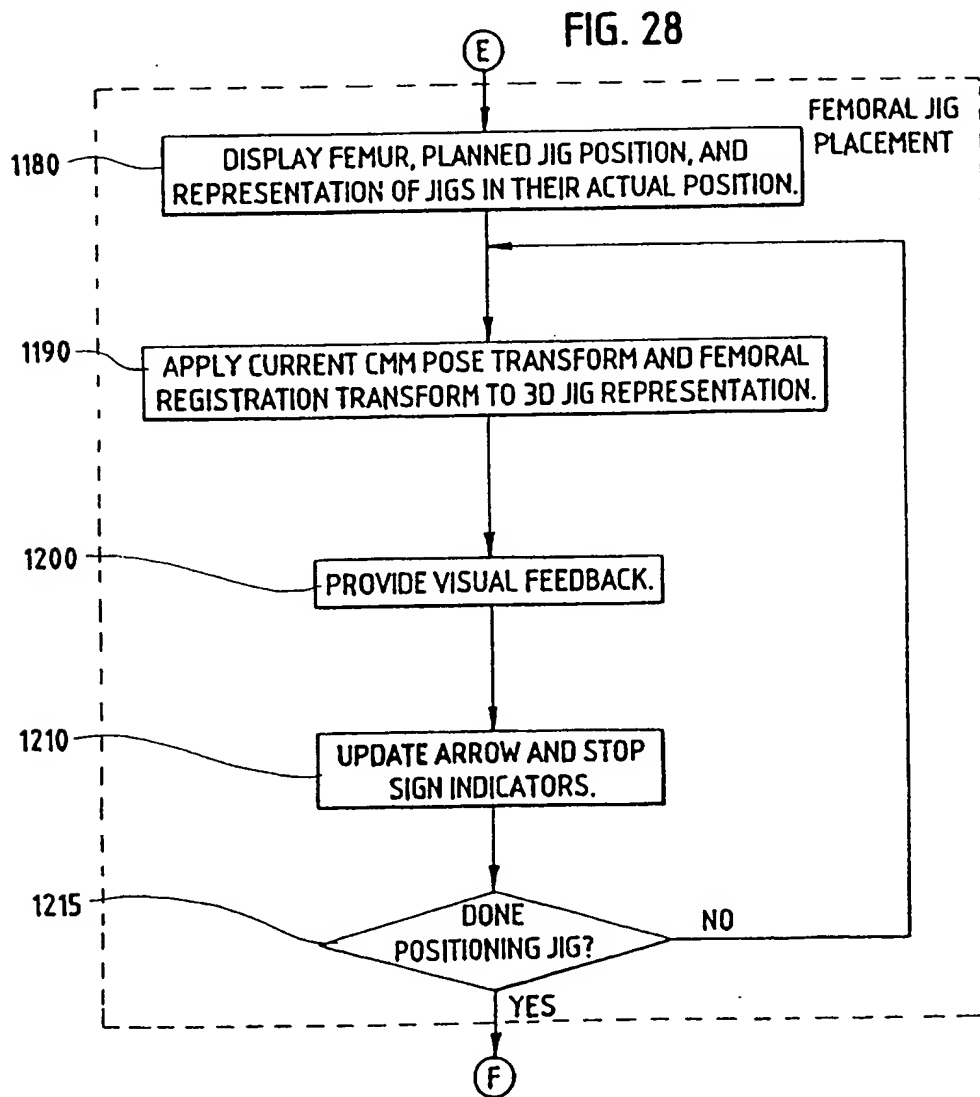 FIG. 28
E
FEMORAL JIG
PLACEMENT
1180
DISPLAY FEMUR, PLANNED JIG POSITION, AND
REPRESENTATION OF JIGS IN THEIR ACTUAL POSITION.
1190
APPLY CURRENT CMM POSE TRANSFORM AND FEMORAL
REGISTRATION TRANSFORM TO 3D JIG REPRESENTATION.
1200
PROVIDE VISUAL FEEDBACK.
1210
UPDATE ARROW AND STOP
SIGN INDICATORS.
1215
DONE
POSITIONING JIG?
NO
YES
F